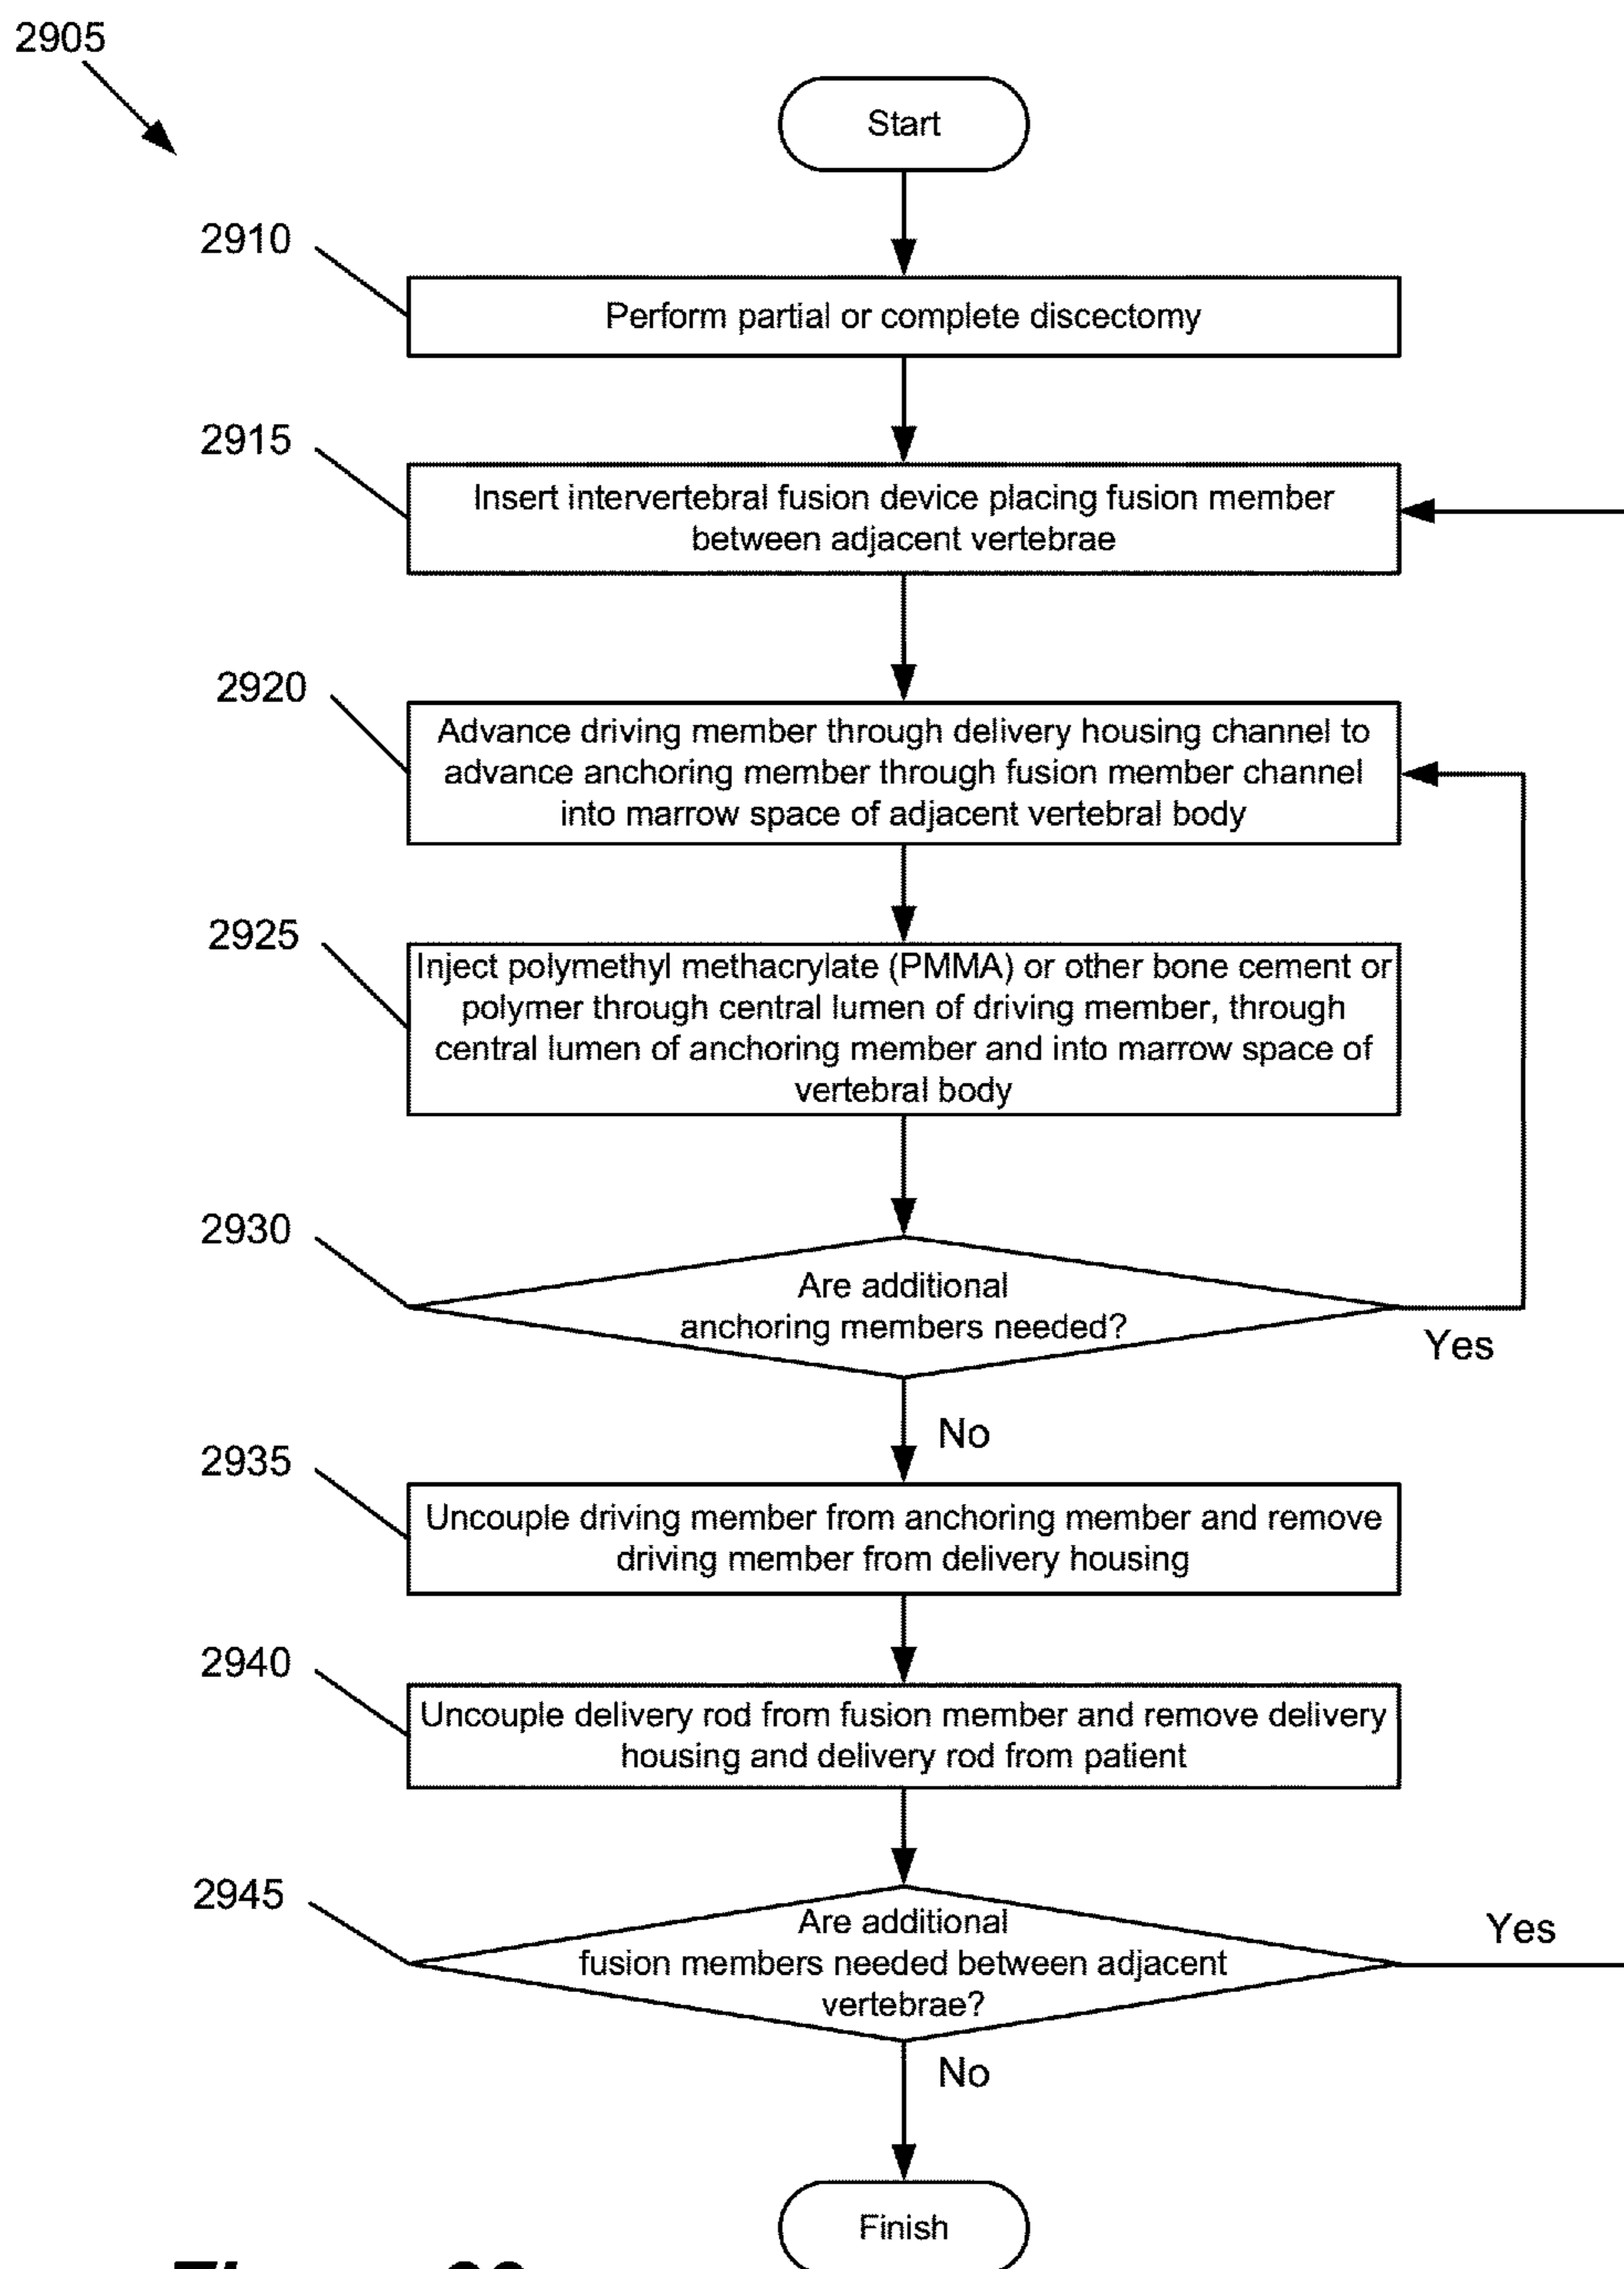 2905
Start
2910
Perform partial or complete discectomy
2915
Insert intervertebral fusion device placing fusion member
between adjacent vertebrae
2920
Advance driving member through delivery housing channel to
advance anchoring member through fusion member channel
into marrow space of adjacent vertebral body
2925
Inject polymethyl methacrylate (PMMA) or other bone cement or
polymer through central lumen of driving member, through
central lumen of anchoring member and into marrow space of
vertebral body
2930
Are additional
anchoring members needed?
Yes
No
2935
Uncouple driving member from anchoring member and remove
driving member from delivery housing
2940
Uncouple delivery rod from fusion member and remove delivery
housing and delivery rod from patient
2945
Are additional
fusion members needed between adjacent
vertebrae?
Yes
No
Finish